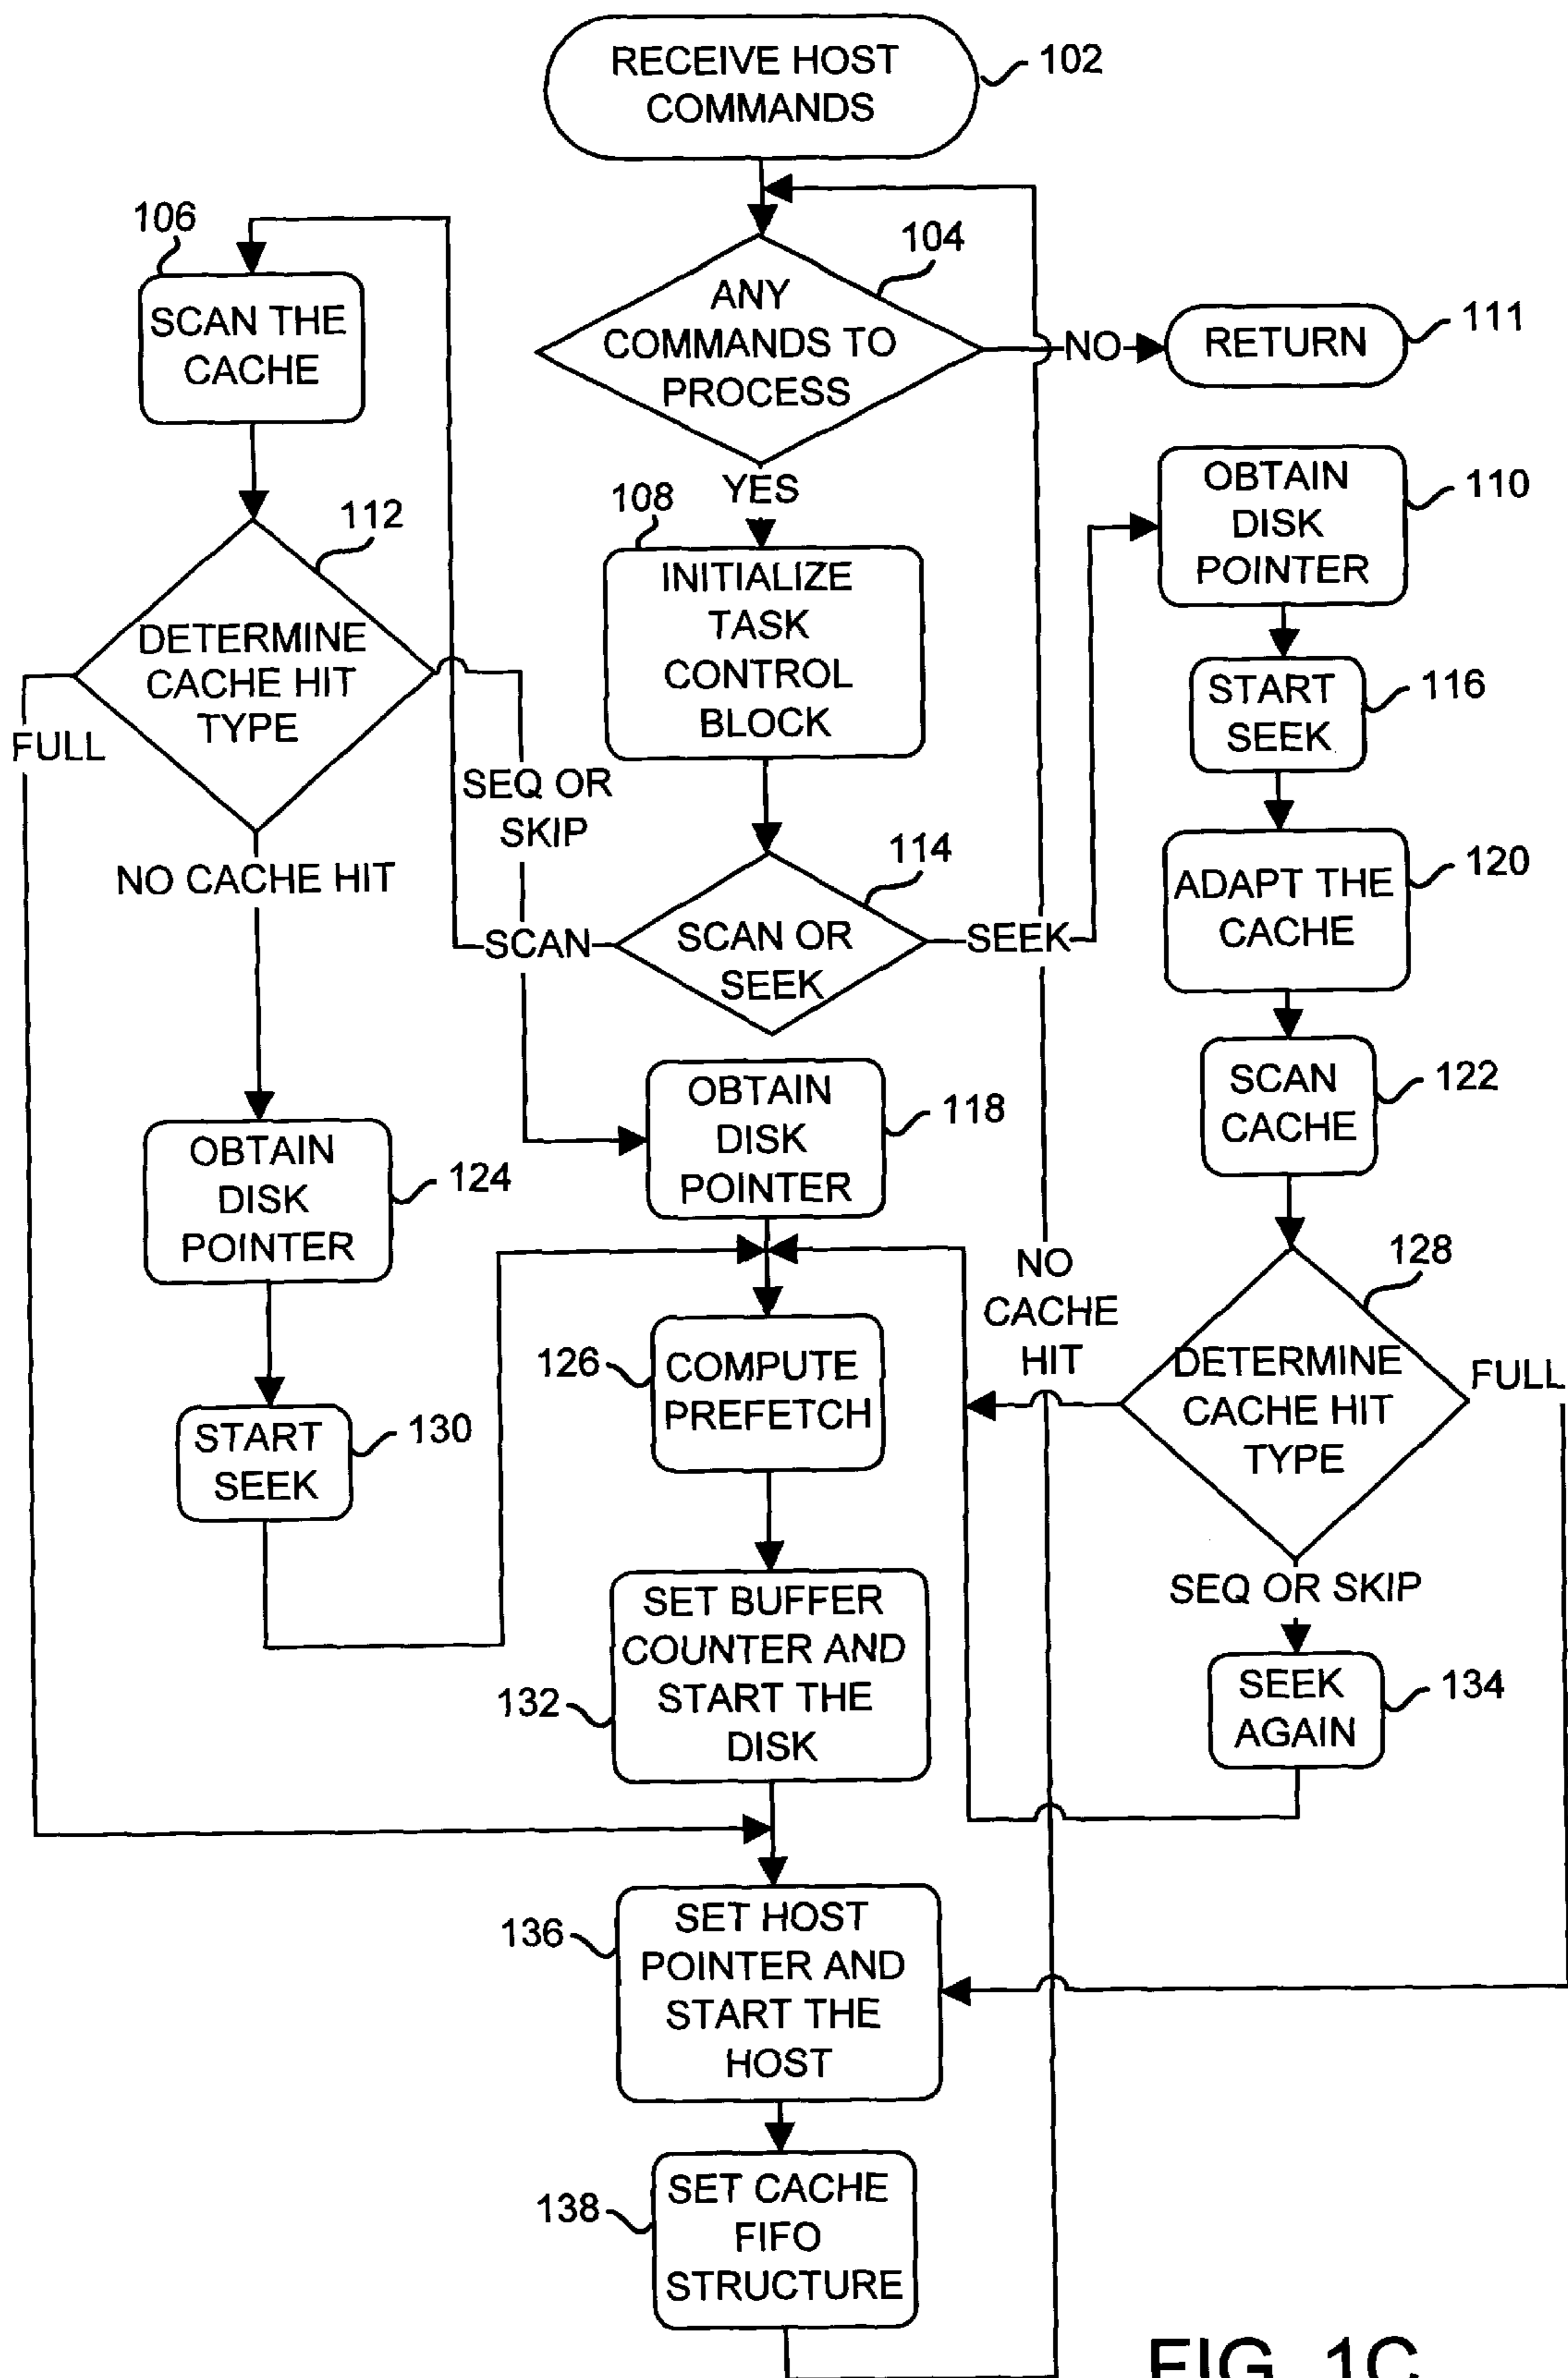 RECEIVE HOST
COMMANDS
102
106
104
SCAN THE
CACHE
ANY
COMMANDS TO
PROCESS
NO
RETURN
111
YES
108
112
OBTAIN
DISK
POINTER
110
INITIALIZE
TASK
CONTROL
BLOCK
DETERMINE
CACHE HIT
TYPE
FULL
START
SEEK
116
SEQ OR
SKIP
NO CACHE HIT
114
ADAPT THE
CACHE
120
SCAN
SCAN OR
SEEK
SEEK
SCAN
CACHE
122
OBTAIN
DISK
POINTER
118
OBTAIN
DISK
POINTER
124
NO
CACHE
HIT
128
126
COMPUTE
PREFETCH
DETERMINE
CACHE HIT
TYPE
FULL
START
SEEK
130
SEQ OR SKIP
SET BUFFER
COUNTER AND
START THE
DISK
132
SEEK
AGAIN
134
136
SET HOST
POINTER AND
START THE
HOST
138
SET CACHE
FIFO
STRUCTURE
FIG. 1C